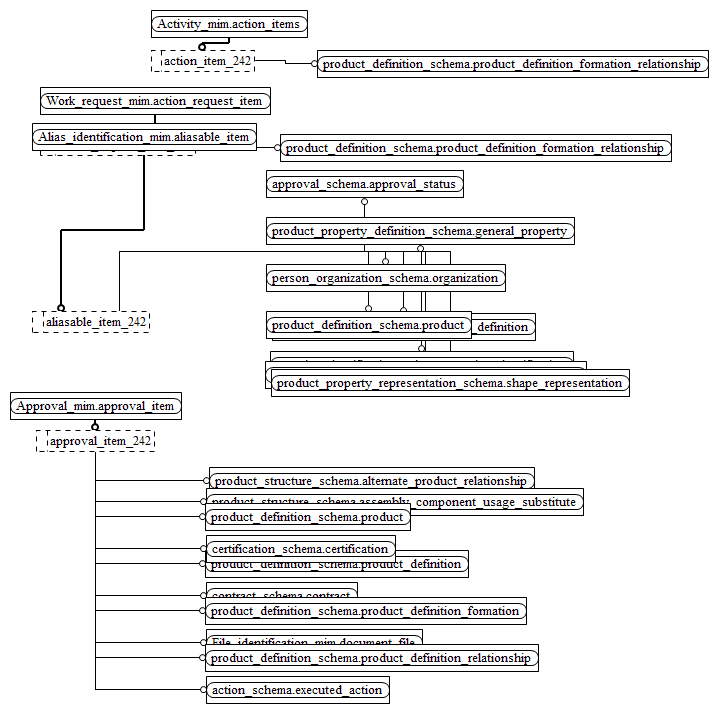 Activity_mim.action_items
action_item_242
product_definition_schema.product_definition_formation_relationship
Work_request_mim.action_request_item
Alias_identification_mim.aliasable_item
product_definition_schema.product_definition_formation_relationship
approval_schema.approval_status
product_property_definition_schema.general_property
person_organization_schema.organization
aliasable_item_242
product_definition_schema.product
_definition
product_property_representation_schema.shape_representation
Approval_mim.approval_item
approval_item_242
product_structure_schema.alternate_product_relationship
product_structure_schema.assembly_component_usage_substitute
product_definition_schema.product
certification_schema.certification
product_definition_schema.product_definition
contract_schema.contract
product_definition_schema.product_definition_formation
File_identification_mim.document_file
product_definition_schema.product_definition_relationship
action_schema.executed_action